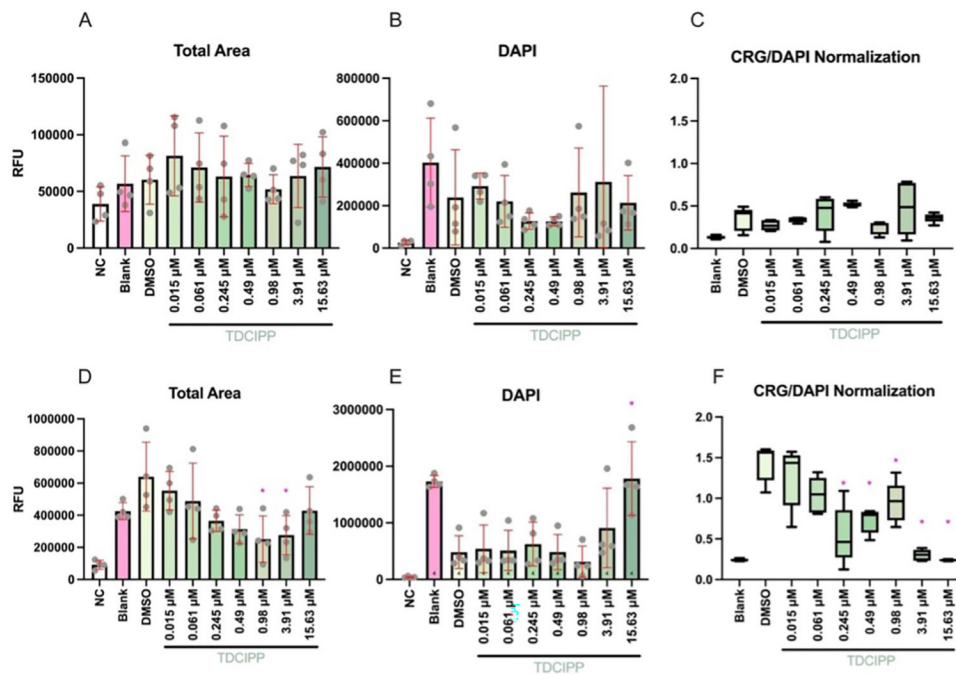 A
Total Area
RFU
150000
100000
50000
0
NC
Blank
DMSO
0.015 µM
0.061 µM
0.245 µM
0.49 µM
0.98 µM
3.91 µM
15.63 µM
TDCIPP
B
DAPI
800000
600000
400000
200000
0
NC
Blank
DMSO
0.015 µM
0.061 µM
0.245 µM
0.49 µM
0.98 µM
3.91 µM
15.63 µM
TDCIPP
C
CRG/DAPI Normalization
2.0
1.5
1.0
0.5
0.0
Blank
DMSO
0.015 µM
0.061 µM
0.245 µM
0.49 µM
0.98 µM
3.91 µM
15.63 µM
TDCIPP
D
Total Area
RFU
1000000
800000
600000
400000
200000
0
NC
Blank
DMSO
0.015 µM
0.061 µM
0.245 µM
0.49 µM
0.98 µM
3.91 µM
15.63 µM
TDCIPP
E
DAPI
3000000
2000000
1000000
0
NC
Blank
DMSO
0.015 µM
0.061 µM
0.245 µM
0.49 µM
0.98 µM
3.91 µM
15.63 µM
TDCIPP
F
CRG/DAPI Normalization
2.0
1.5
1.0
0.5
0.0
Blank
DMSO
0.015 µM
0.061 µM
0.245 µM
0.49 µM
0.98 µM
3.91 µM
15.63 µM
TDCIPP